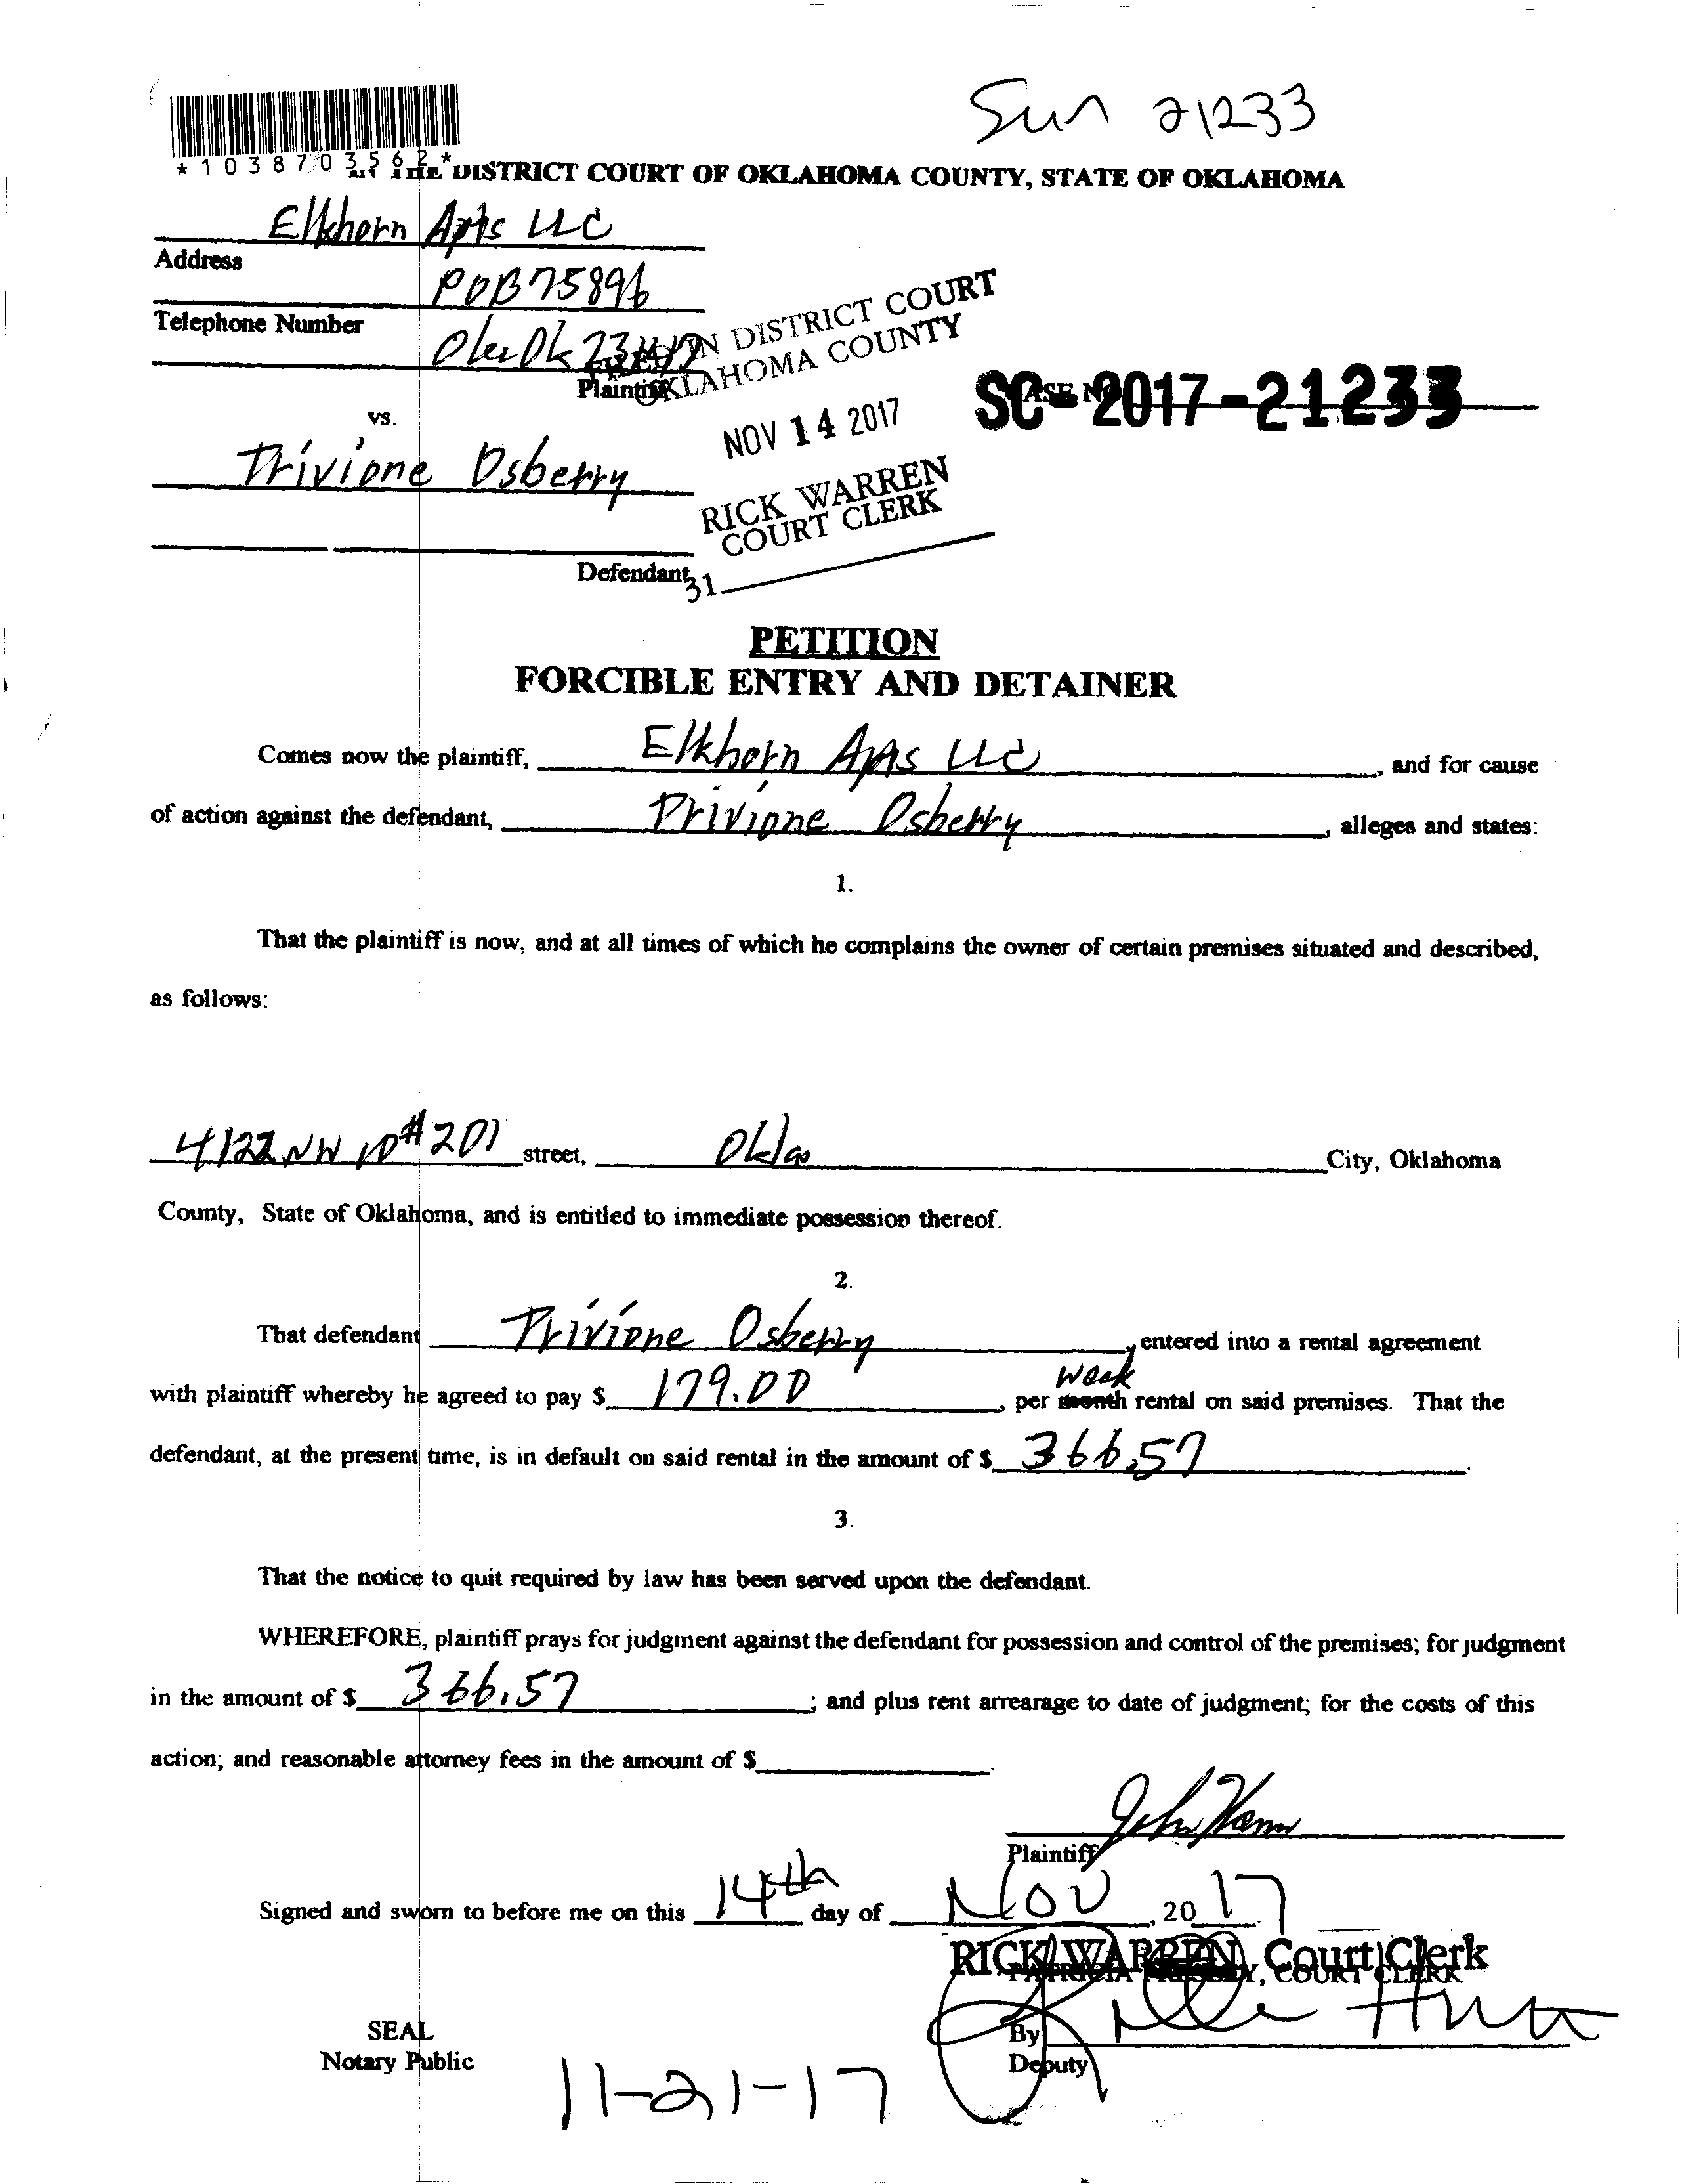 Sun 21233
*1038703562*
IN THE DISTRICT COURT OF OKLAHOMA COUNTY, STATE OF OKLAHOMA
Elkhorn Apts LLC
Address
POB 75896
Telephone Number
Ok 73147
Plaintiff
FILED IN DISTRICT COURT
OKLAHOMA COUNTY
NOV 14 2017
RICK WARREN
COURT CLERK
31
CASE NO.
SC-2017-21233
vs.
Trivione Osberry
Defendant
PETITION
FORCIBLE ENTRY AND DETAINER
Comes now the plaintiff, Elkhorn Apts LLC, and for cause
of action against the defendant, Trivione Osberry, alleges and states:
1.
That the plaintiff is now, and at all times of which he complains the owner of certain premises situated and described,
as follows:
4122 NW 10 #201 street, Okla City, Oklahoma
County, State of Oklahoma, and is entitled to immediate possession thereof.
2.
That defendant Trivione Osberry, entered into a rental agreement
week
with plaintiff whereby he agreed to pay $ 179.00, per month rental on said premises. That the
defendant, at the present time, is in default on said rental in the amount of $ 366.57.
3.
That the notice to quit required by law has been served upon the defendant.
WHEREFORE, plaintiff prays for judgment against the defendant for possession and control of the premises; for judgment
in the amount of $ 366.57; and plus rent arrearage to date of judgment; for the costs of this
action; and reasonable attorney fees in the amount of $.
John
Plaintiff
Signed and sworn to before me on this 14th day of Nov, 20 17.
RICK WARREN, Court Clerk
PATRICIA PRESLEY, COURT CLERK
SEAL
By
Notary Public
Deputy
11-21-17